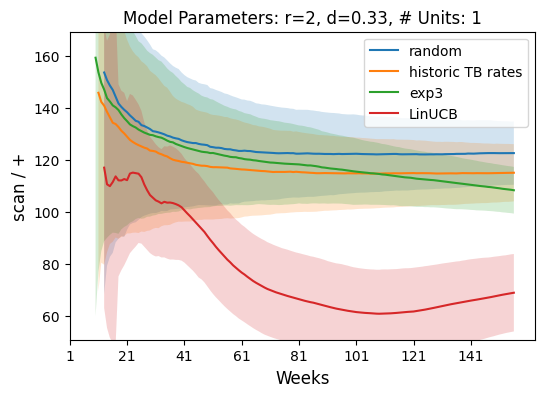 Model Parameters: r=2, d=0.33, # Units: 1
random
historic TB rates
exp3
LinUCB
scan / +
160
140
120
100
80
60
1 21 41 61 81 101 121 141
Weeks